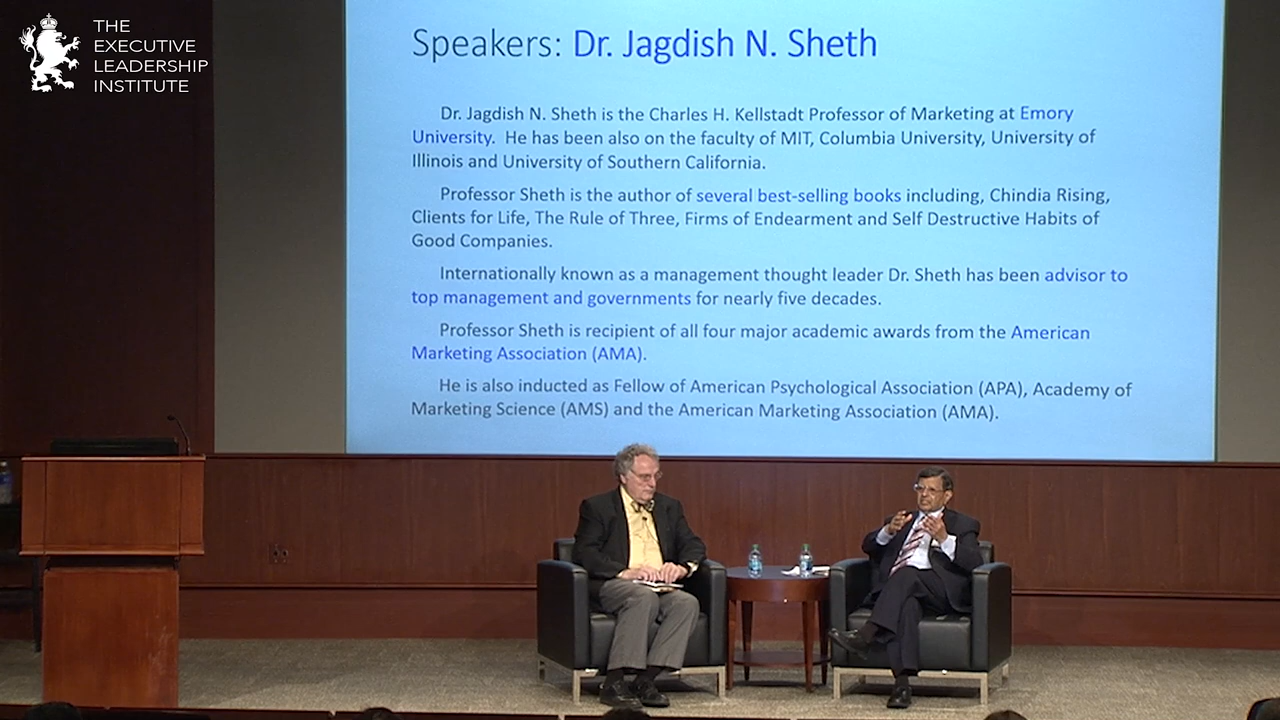 THE
EXECUTIVE
LEADERSHIP
INSTITUTE
Speakers: Dr. Jagdish N. Sheth
Dr. Jagdish N. Sheth is the Charles H. Kellstadt Professor of Marketing at Emory
University. He has been also on the faculty of MIT, Columbia University, University of
Illinois and University of Southern California.
Professor Sheth is the author of several best-selling books including, Chindia Rising,
Clients for Life, The Rule of Three, Firms of Endearment and Self Destructive Habits of
Good Companies.
Internationally known as a management thought leader Dr. Sheth has been advisor to
top management and governments for nearly five decades.
Professor Sheth is recipient of all four major academic awards from the American
Marketing Association (AMA).
He is also inducted as Fellow of American Psychological Association (APA), Academy of
Marketing Science (AMS) and the American Marketing Association (AMA).